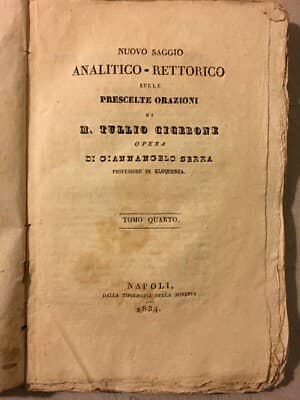 NUOVO SAGGIO
ANALITICO-RETTORICO
SULLE
PRESCELTE ORAZIONI
DI
M. TULLIO CICERONE
OPERA
DI GIANNANGELO SERRA
PROFESSORE DI ELOQUENZA.
TOMO QUARTO.
NAPOLI,
DALLA TIPOGRAFIA DELLA MINERVA
1834.